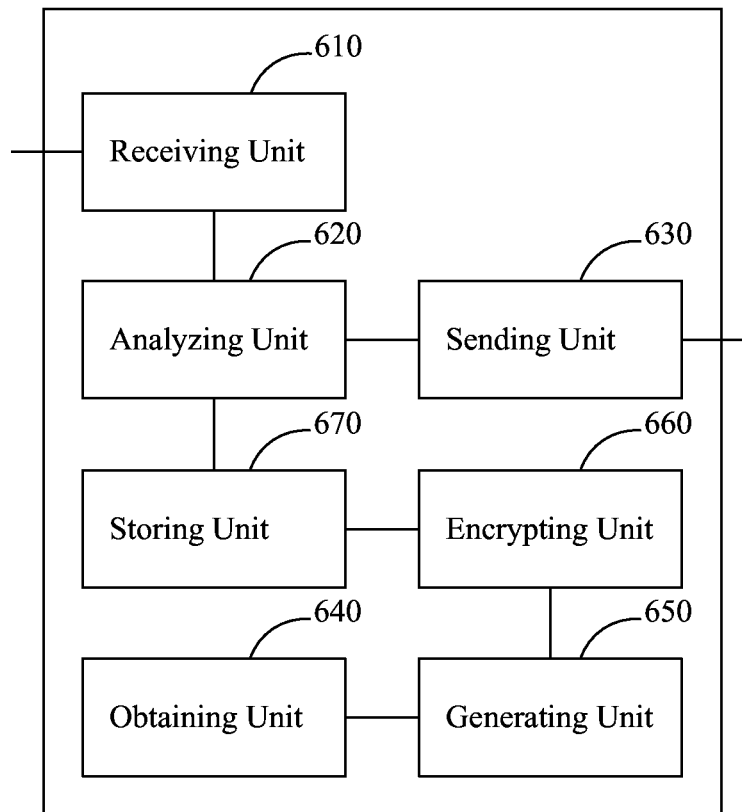 610
Receiving Unit
620
630
Analyzing Unit
Sending Unit
670
660
Storing Unit
Encrypting Unit
640
650
Obtaining Unit
Generating Unit